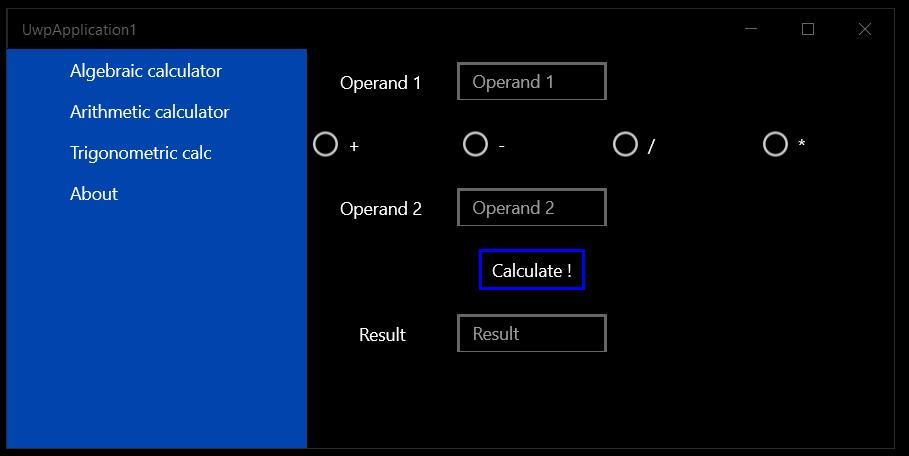 UwpApplication1
Algebraic calculator
Arithmetic calculator
Trigonometric calc
About
Operand 1 Operand 1
+ - / *
Operand 2 Operand 2
Calculate !
Result Result